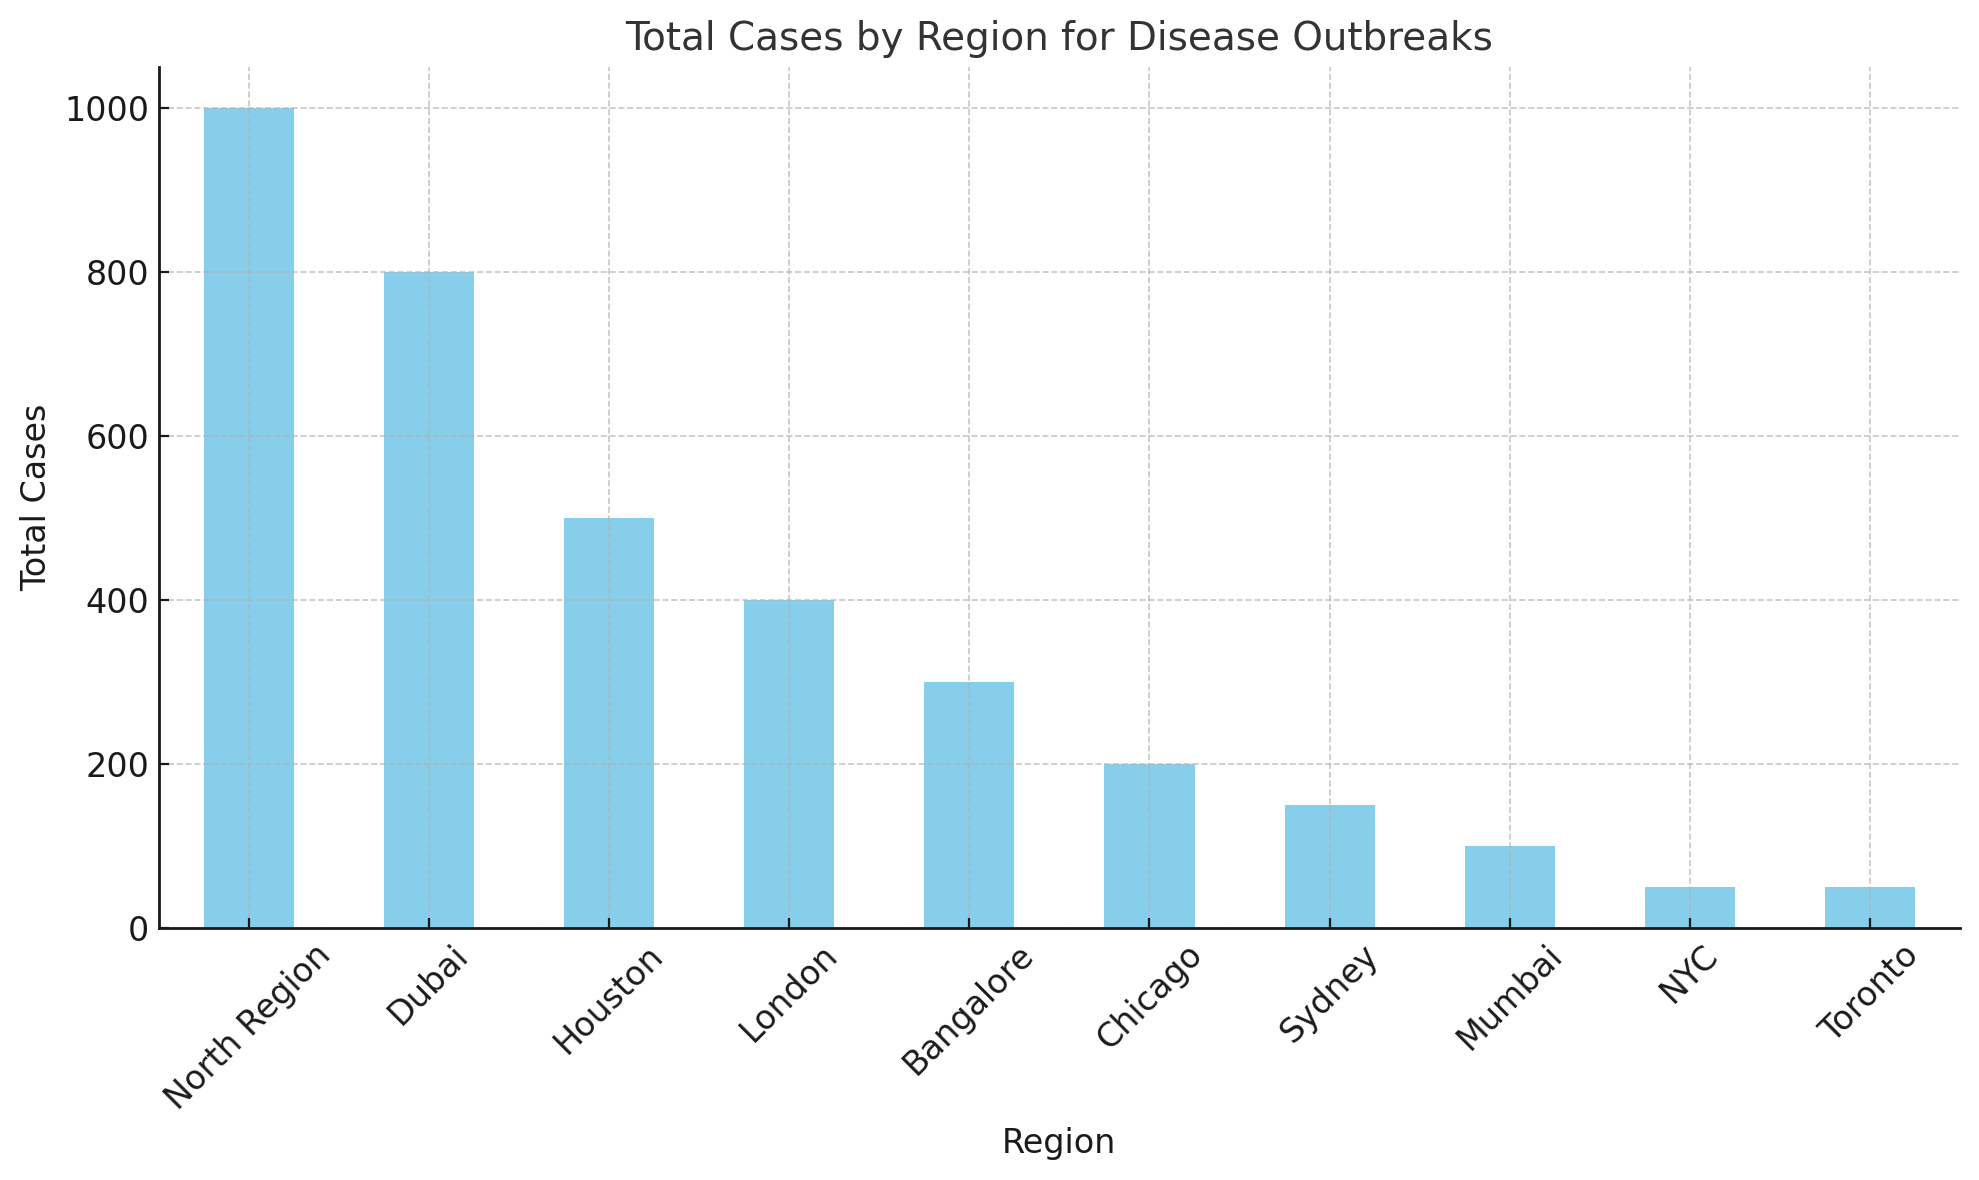 Total Cases by Region for Disease Outbreaks
Total Cases
1000
800
600
400
200
0
North Region
Dubai
Houston
London
Bangalore
Chicago
Sydney
Mumbai
NYC
Toronto
Region